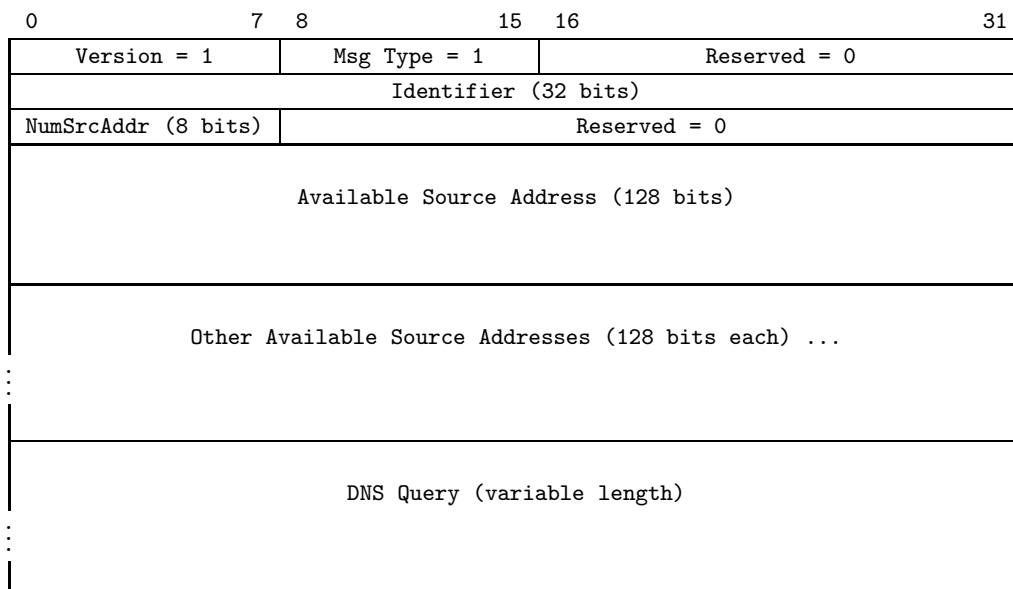 0 7 8 15 16 31
Version = 1 Msg Type = 1 Reserved = 0
Identifier (32 bits)
NumSrcAddr (8 bits) Reserved = 0
Available Source Address (128 bits)
Other Available Source Addresses (128 bits each) ...
DNS Query (variable length)